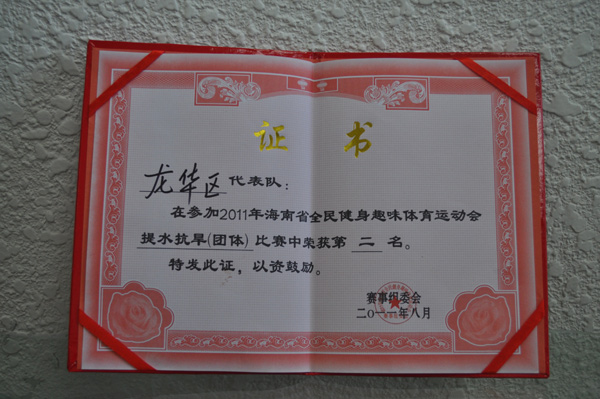 证 书
龙华区 代表队：
在参加2011年海南省全民健身趣味体育运动会
提水抗旱(团体) 比赛中荣获第 二 名。
特发此证，以资鼓励。
赛事组委会
二〇一一年八月